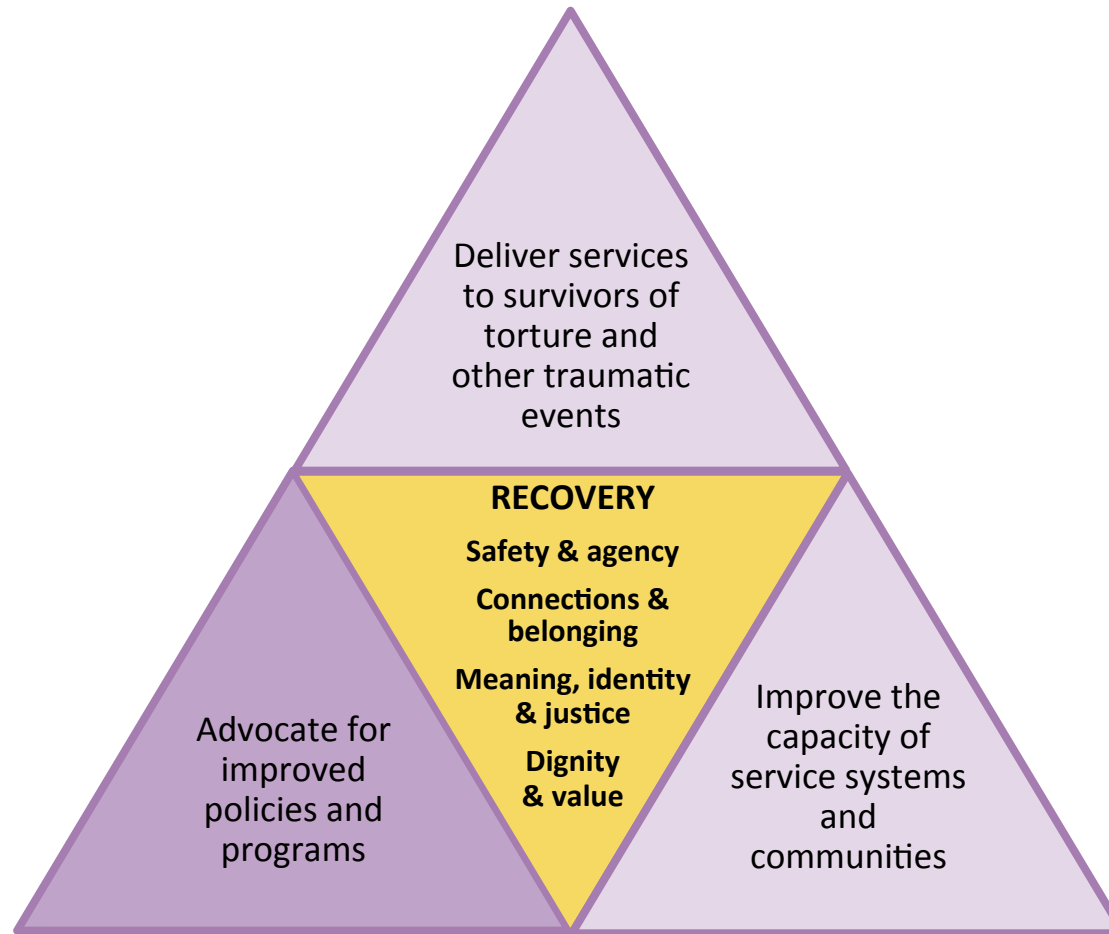 Deliver services
to survivors of
torture and
other traumatic
events
RECOVERY
Safety & agency
Connections &
belonging
Meaning, identity
& justice
Dignity
& value
Advocate for
improved
policies and
programs
Improve the
capacity of
service systems
and
communities